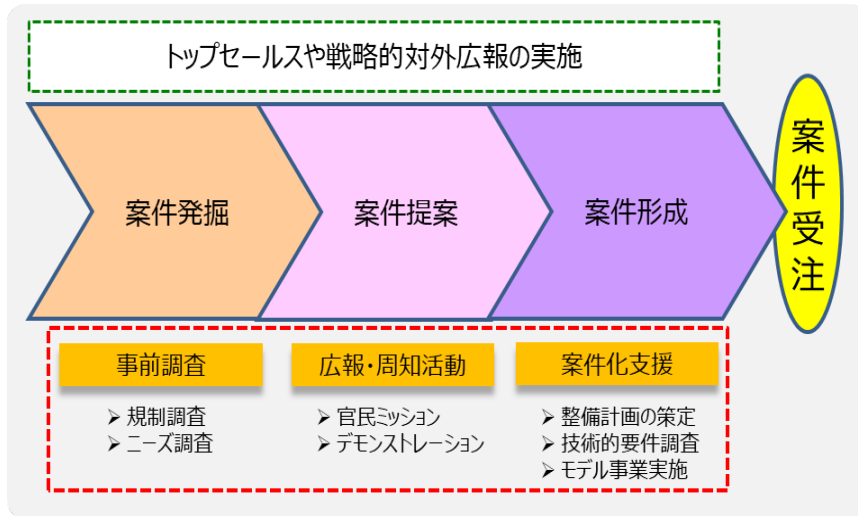 トップセールスや戦略的対外広報の実施
案件発掘
案件提案
案件形成
案件受注
事前調査
➢ 規制調査
➢ ニーズ調査
広報・周知活動
➢ 官民ミッション
➢ デモンストレーション
案件化支援
➢ 整備計画の策定
➢ 技術的要件調査
➢ モデル事業実施